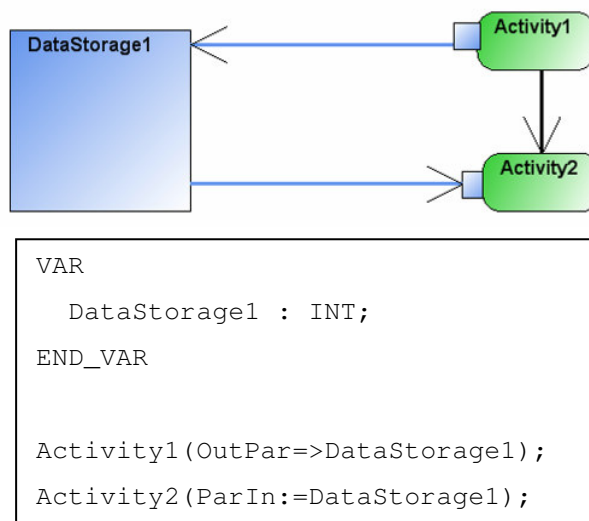 Activity1
DataStorage1
Activity2
VAR
DataStorage1 : INT;
END_VAR
Activity1(OutPar=>DataStorage1);
Activity2(ParIn:=DataStorage1);